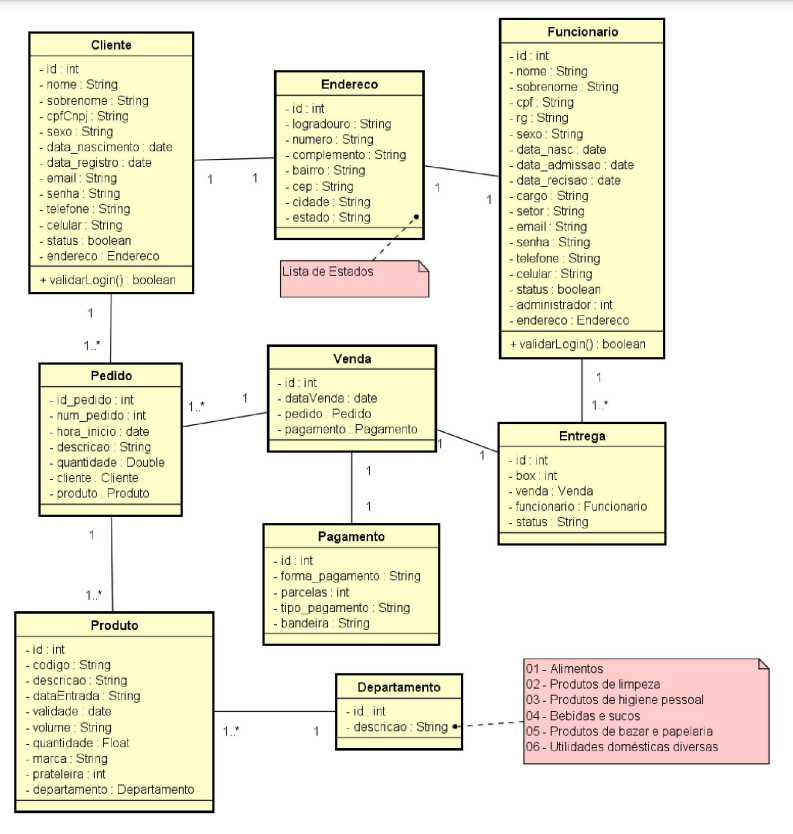 Cliente
- id : int
- nome : String
- sobrenome : String
- cpfCnpj : String
- sexo : String
- data_nascimento : date
- data_registro : date
- email : String
- senha : String
- telefone : String
- celular : String
- status : boolean
- endereco : Endereco
+ validarLogin() : boolean
1
1
Endereco
- id : int
- logradouro : String
- numero : String
- complemento : String
- bairro : String
- cep : String
- cidade : String
- estado : String
Lista de Estados
1
1
Funcionario
- id : int
- nome : String
- sobrenome : String
- cpf : String
- rg : String
- sexo : String
- data_nasc : date
- data_admissao : date
- data_recisao : date
- cargo : String
- setor : String
- email : String
- senha : String
- telefone : String
- celular : String
- status : boolean
- administrador : int
- endereco : Endereco
+ validarLogin() : boolean
1
1..*
Pedido
- id_pedido : int
- num_pedido : int
- hora_inicio : date
- descricao : String
- quantidade : Double
- cliente : Cliente
- produto : Produto
1..*
1
Venda
- id : int
- dataVenda : date
- pedido : Pedido
- pagamento : Pagamento
1
1
1
1..*
Entrega
- id : int
- box : int
- venda : Venda
- funcionario : Funcionario
- status : String
1
1
Pagamento
- id : int
- forma_pagamento : String
- parcelas : int
- tipo_pagamento : String
- bandeira : String
1
1..*
Produto
- id : int
- codigo : String
- descricao : String
- dataEntrada : String
- validade : date
- volume : String
- quantidade : Float
- marca : String
- prateleira : int
- departamento : Departamento
1..*
1
Departamento
- id : int
- descricao : String
01 - Alimentos
02 - Produtos de limpeza
03 - Produtos de higiene pessoal
04 - Bebidas e sucos
05 - Produtos de bazar e papelaria
06 - Utilidades domésticas diversas